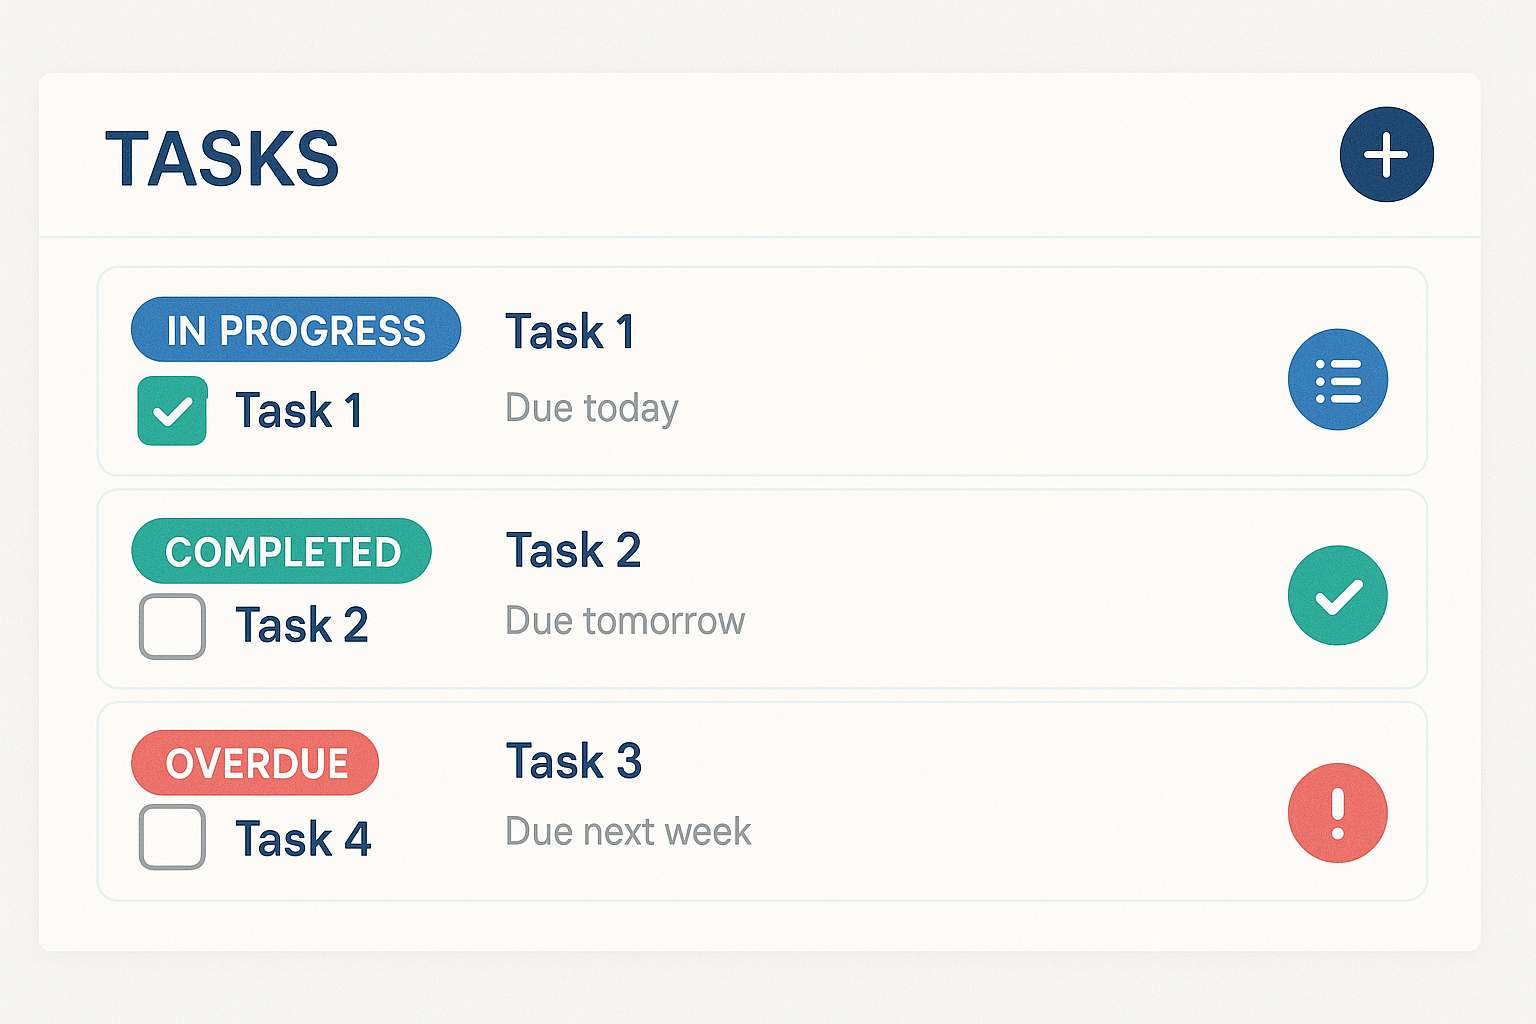 TASKS
IN PROGRESS
Task 1
Task 1
Due today
COMPLETED
Task 2
Task 2
Due tomorrow
OVERDUE
Task 3
Task 4
Due next week